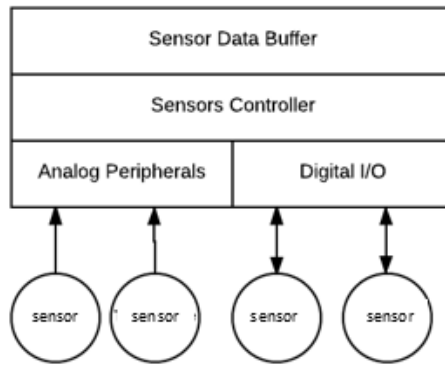 Sensor Data Buffer
Sensors Controller
Analog Peripherals Digital I/O
sensor sensor sensor sensor